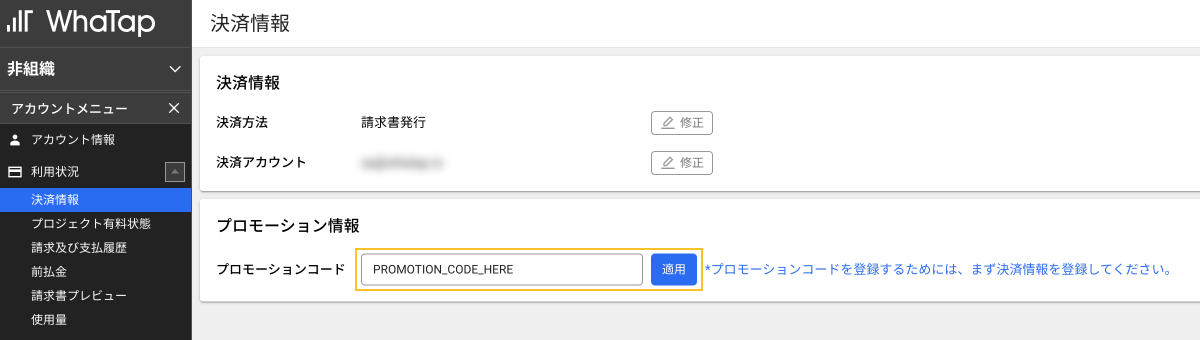 WhaTap
決済情報
非組織
アカウントメニュー
アカウント情報
利用状況
決済情報
プロジェクト有料状態
請求及び支払履歴
前払金
請求書プレビュー
使用量
決済情報
決済方法 請求書発行 修正
決済アカウント 修正
プロモーション情報
プロモーションコード PROMOTION_CODE_HERE 適用 *プロモーションコードを登録するためには、まず決済情報を登録してください。